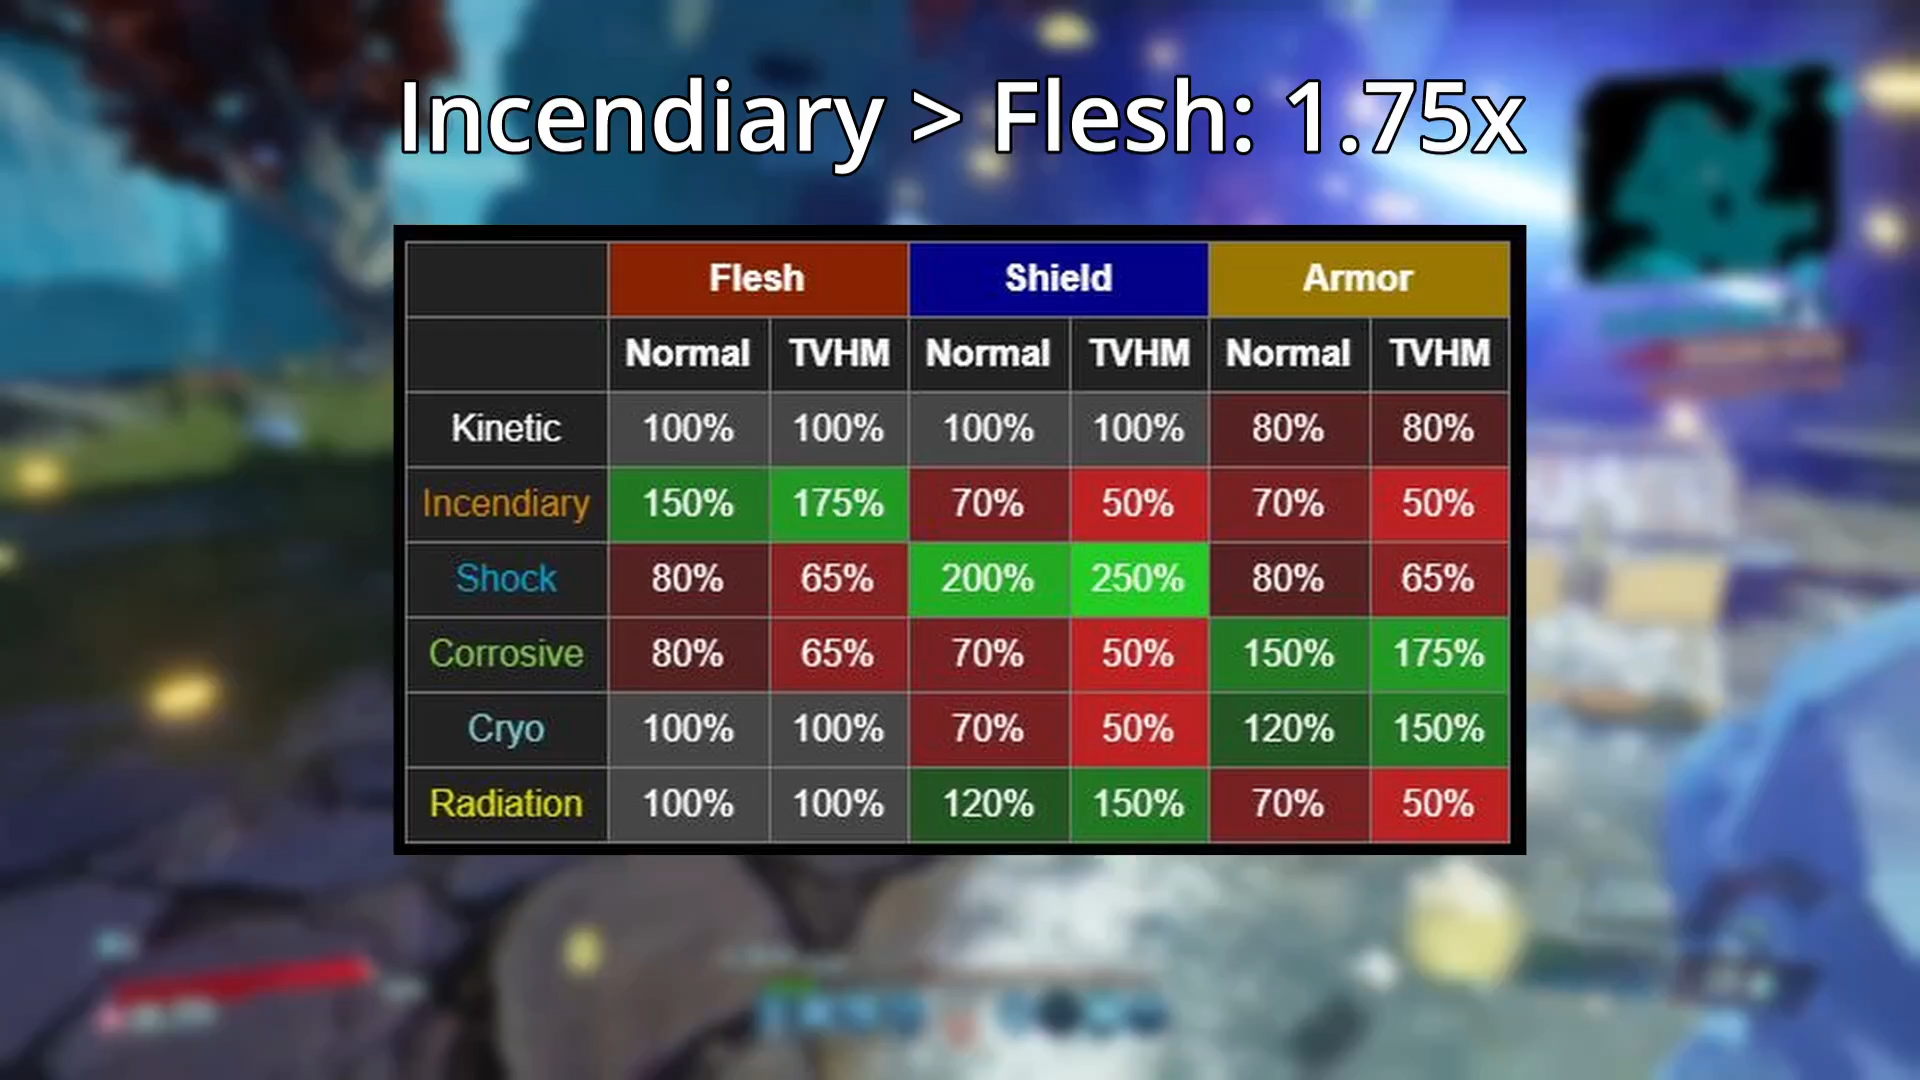 Incendiary > Flesh: 1.75x
Flesh Shield Armor
Normal TVHM Normal TVHM Normal TVHM
Kinetic 100% 100% 100% 100% 80% 80%
Incendiary 150% 175% 70% 50% 70% 50%
Shock 80% 65% 200% 250% 80% 65%
Corrosive 80% 65% 70% 50% 150% 175%
Cryo 100% 100% 70% 50% 120% 150%
Radiation 100% 100% 120% 150% 70% 50%